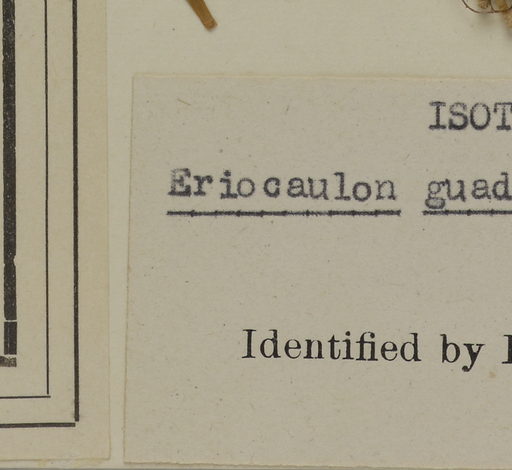 ISOT
Eriocaulon guad
Identified by